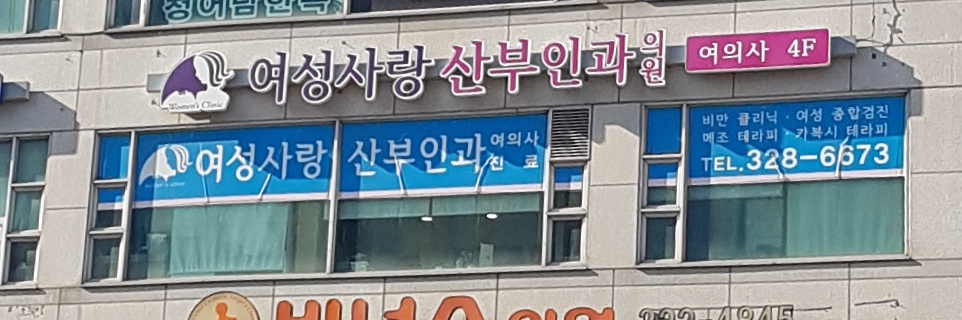 Women's Clinic
여성사랑 산부인과의원
여의사 4F
여성사랑 산부인과 여의사 진료
비만 클리닉 · 여성 종합검진
메조 테라피 · 카복시 테라피
TEL.328-6673